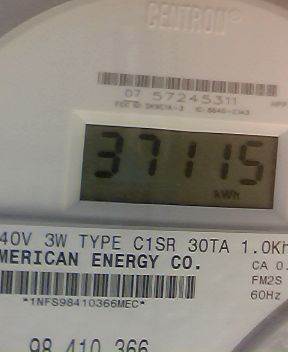 CENTRON®
07 57245311
37115
kWh
40V 3W TYPE C1SR 30TA 1.0Kh
MERICAN ENERGY CO.
CA 0.
FM2S
60Hz
*1NFS98410366MEC*
98 410 366